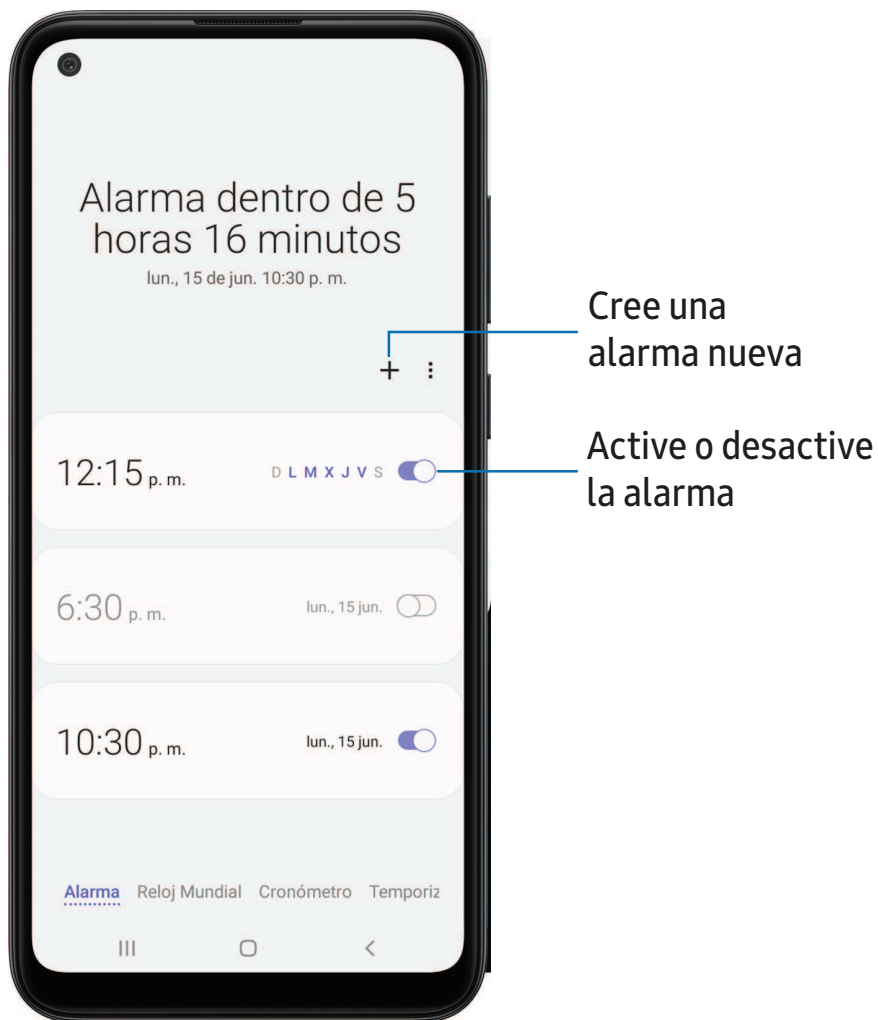 Alarma dentro de 5
horas 16 minutos
lun., 15 de jun. 10:30 p. m.
Cree una
alarma nueva
12:15 p. m. D L M X J V S
Active o desactive
la alarma
6:30 p. m. lun., 15 jun.
10:30 p. m. lun., 15 jun.
Alarma Reloj Mundial Cronómetro Temporiz